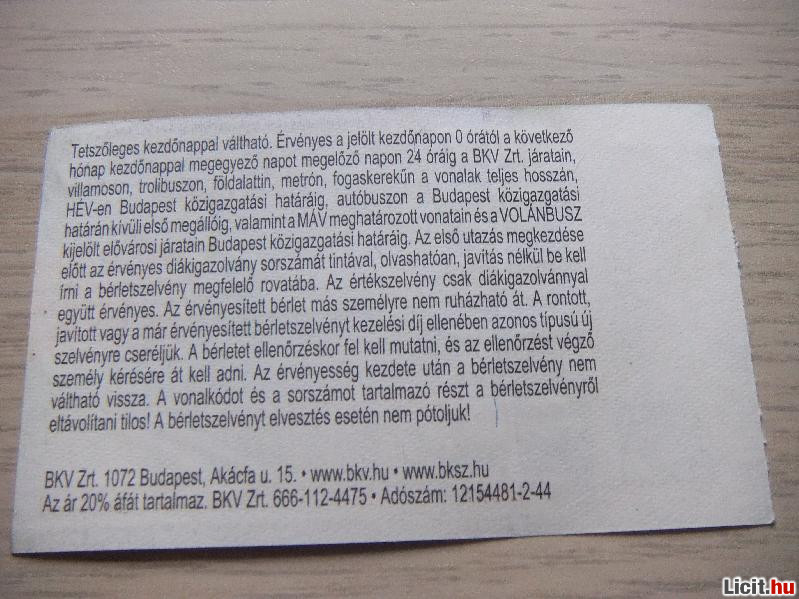 Tetszőleges kezdőnappal váltható. Érvényes a jelölt kezdőnapon 0 órától a következő
hónap kezdőnappal megegyező napot megelőző napon 24 óráig a BKV Zrt. járatain,
villamoson, trolibuszon, földalattin, metrón, fogaskerekűn a vonalak teljes hosszán,
HÉV-en Budapest közigazgatási határáig, autóbuszon a Budapest közigazgatási
határán kívüli első megállóig, valamint a MÁV meghatározott vonatain és a VOLÁNBUSZ
kijelölt elővárosi járatain Budapest közigazgatási határáig. Az első utazás megkezdése
előtt az érvényes diákigazolvány sorszámát tintával, olvashatóan, javítás nélkül be kell
írni a bérletszelvény megfelelő rovatába. Az értékszelvény csak diákigazolvánnyal
együtt érvényes. Az érvényesített bérlet más személyre nem ruházható át. A rontott,
javított vagy a már érvényesített bérletszelvényt kezelési díj ellenében azonos típusú új
szelvényre cseréljük. A bérletet ellenőrzéskor fel kell mutatni, és az ellenőrzést végző
személy kérésére át kell adni. Az érvényesség kezdete után a bérletszelvény nem
váltható vissza. A vonalkódot és a sorszámot tartalmazó részt a bérletszelvényről
eltávolítani tilos! A bérletszelvényt elvesztés esetén nem pótoljuk!
BKV Zrt. 1072 Budapest, Akácfa u. 15. • www.bkv.hu • www.bksz.hu
Az ár 20% áfát tartalmaz. BKV Zrt. 666-112-4475 • Adószám: 12154481-2-44
Licit.hu